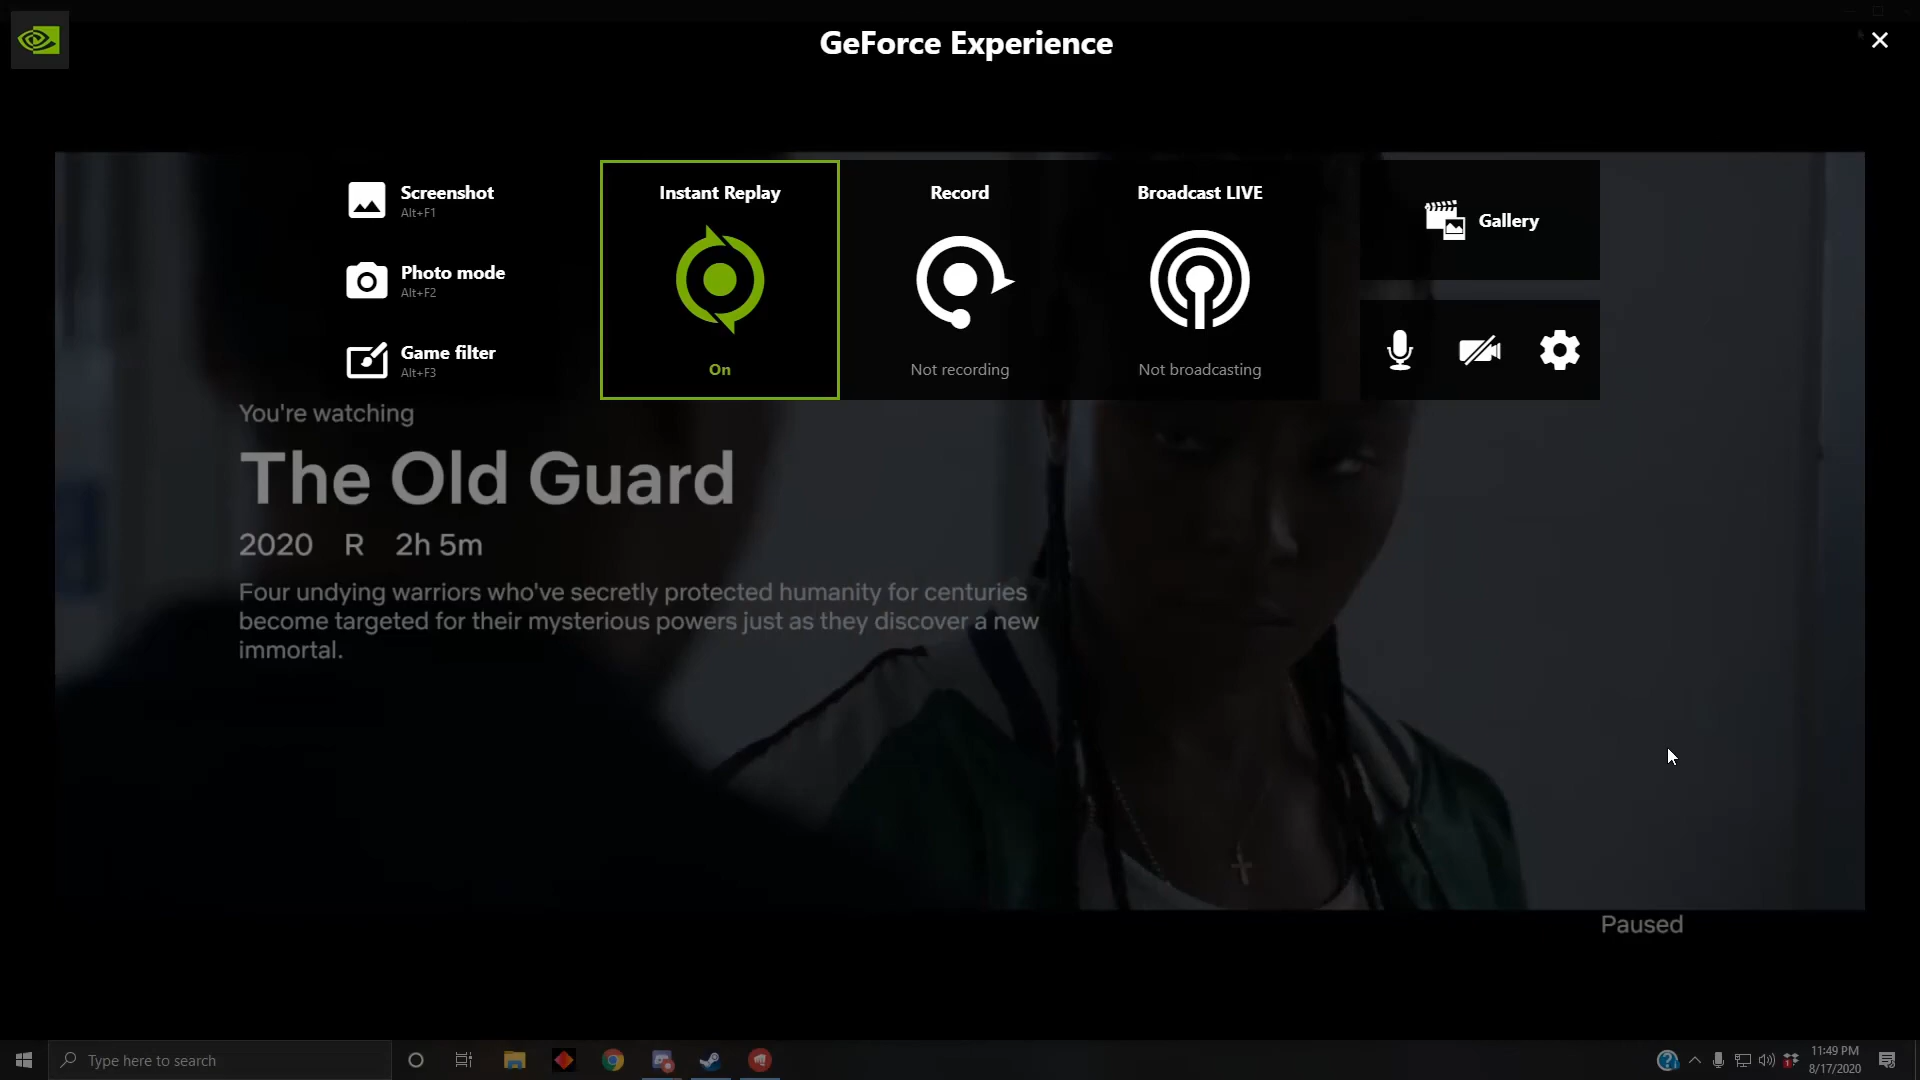 GeForce Experience
Screenshot
Alt+F1
Photo mode
Alt+F2
Game filter
Alt+F3
Instant Replay
On
Record
Not recording
Broadcast LIVE
Not broadcasting
Gallery
You're watching
The Old Guard
2020 R 2h 5m
Four undying warriors who've secretly protected humanity for centuries
become targeted for their mysterious powers just as they discover a new
immortal.
Paused
Type here to search
11:49 PM
8/17/2020